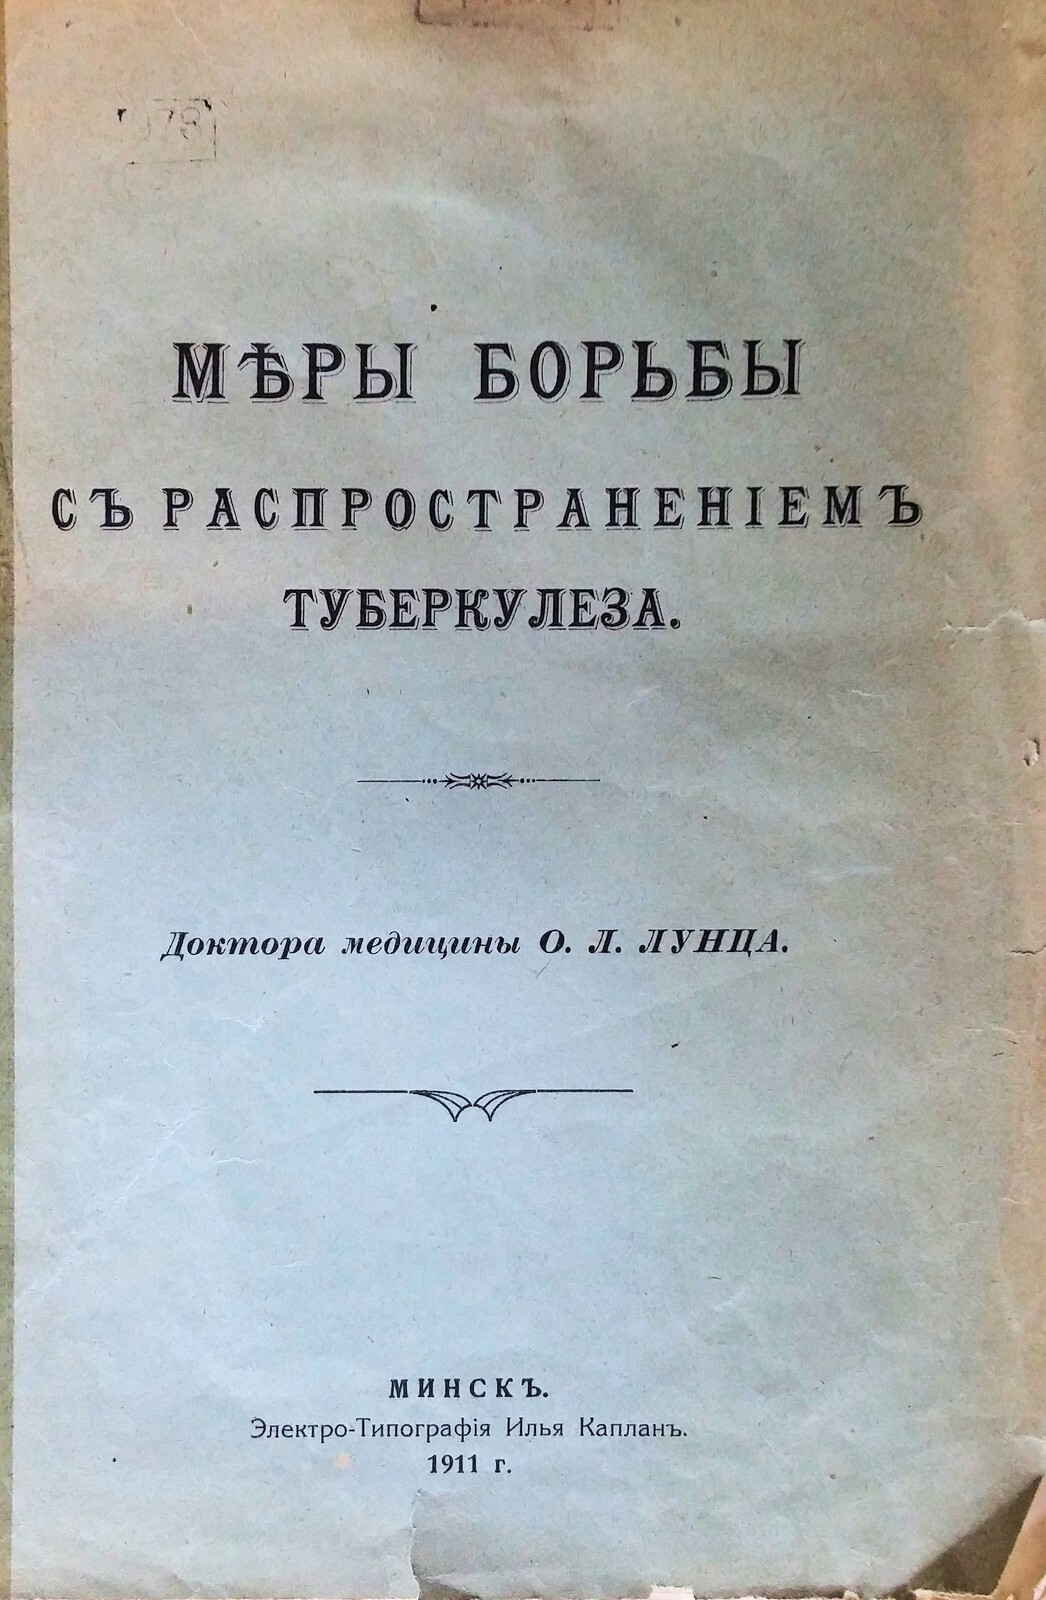 МѢРЫ БОРЬБЫ
СЪ РАСПРОСТРАНЕНІЕМЪ
ТУБЕРКУЛЕЗА.
Доктора медицины О. Л. ЛУНЦА.
МИНСКЪ.
Электро-Типографія Илья Капланъ.
1911 г.